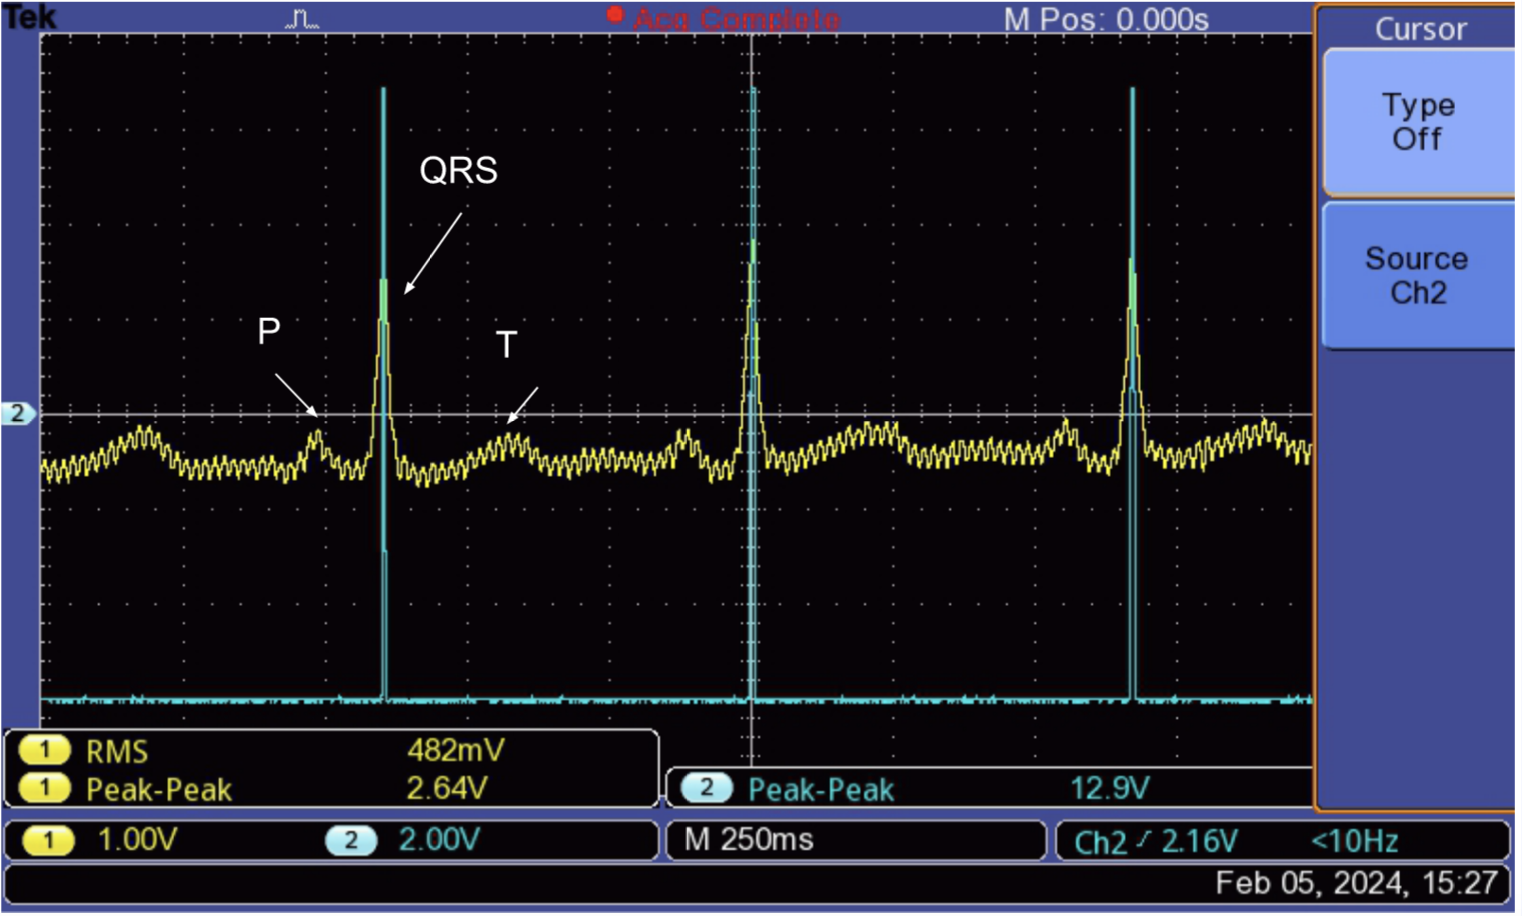 Tek Acq Complete M Pos: 0.000s
Cursor
Type
Off
Source
Ch2
QRS
P
T
2
1 RMS 482mV
1 Peak-Peak 2.64V
2 Peak-Peak 12.9V
1 1.00V 2 2.00V M 250ms Ch2 2.16V <10Hz
Feb 05, 2024, 15:27